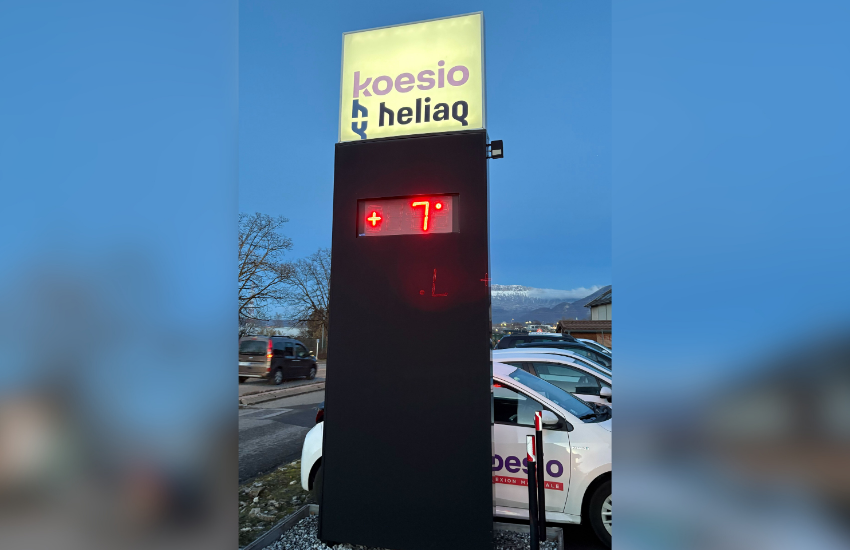 koesio
heliaq
+ 7°
oesio